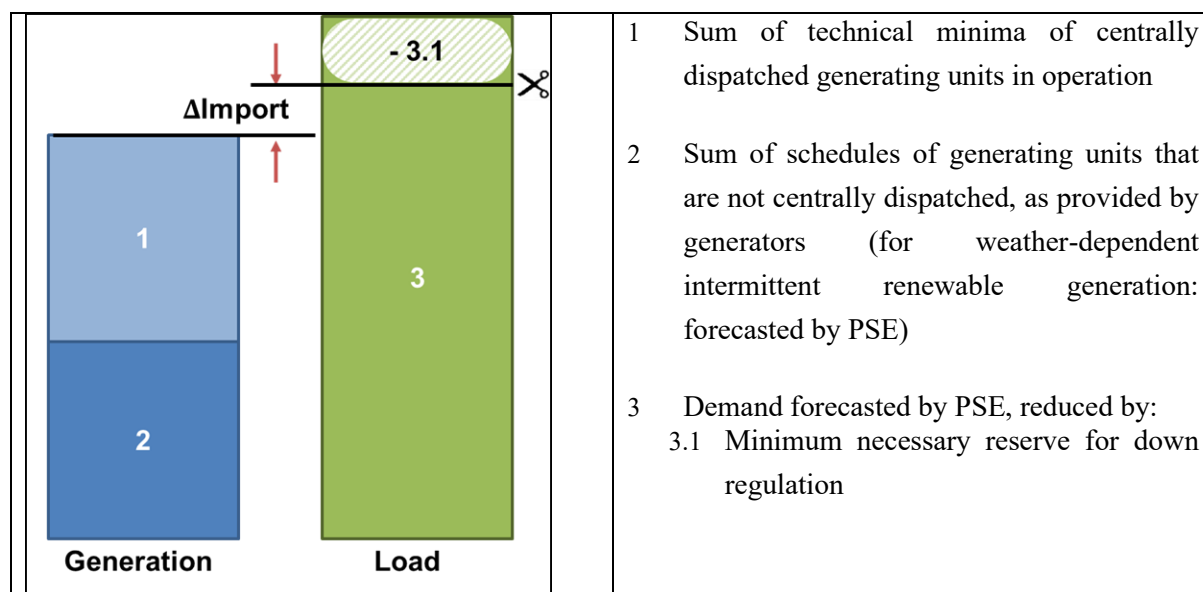 - 3.1
ΔImport
1
3
2
Generation
Load
1 Sum of technical minima of centrally
dispatched generating units in operation
2 Sum of schedules of generating units that
are not centrally dispatched, as provided by
generators (for weather-dependent
intermittent renewable generation:
forecasted by PSE)
3 Demand forecasted by PSE, reduced by:
3.1 Minimum necessary reserve for down
regulation